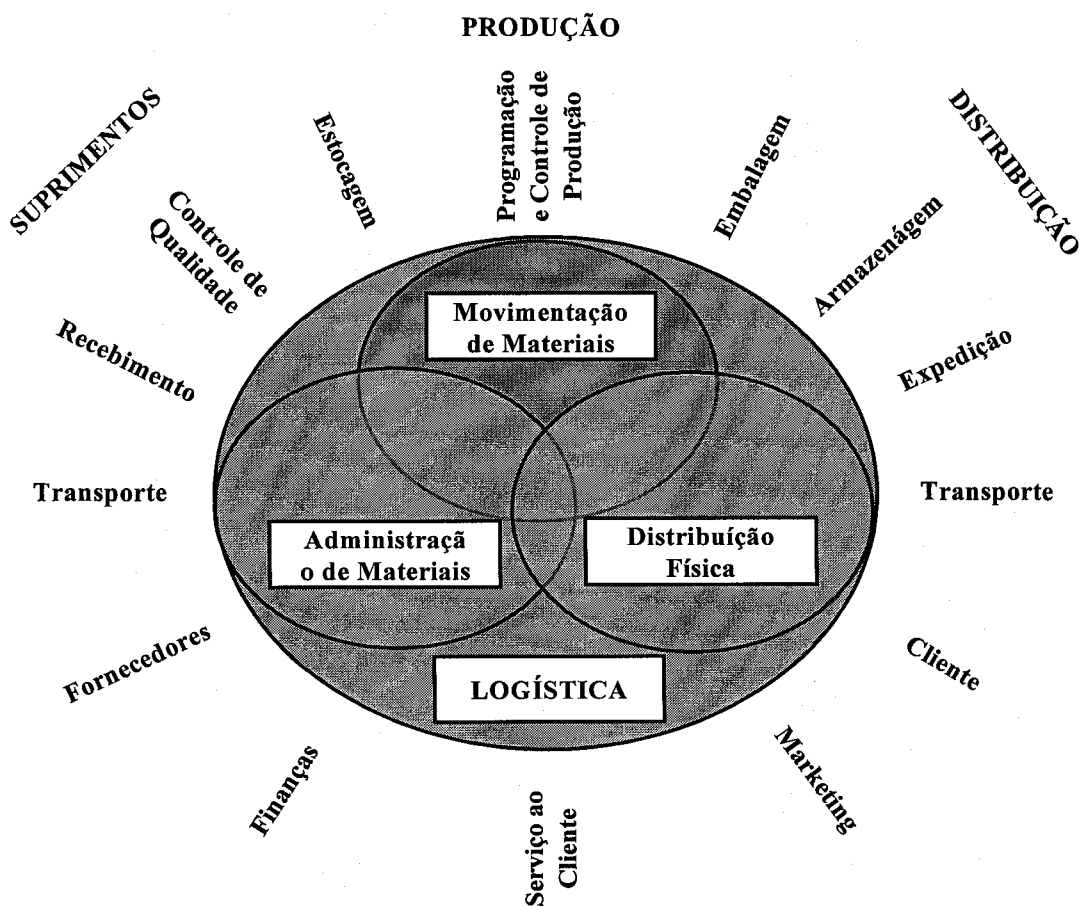 PRODUÇÃO
SUPRIMENTOS
DISTRIBUIÇÃO
Estocagem
Programação
e Controle de
Produção
Embalagem
Controle de
Qualidade
Armazenágem
Recebimento
Expedição
Transporte
Transporte
Fornecedores
Cliente
Finanças
Serviço ao
Cliente
Marketing
Movimentação
de Materiais
Administraçã
o de Materiais
Distribuíção
Física
LOGÍSTICA